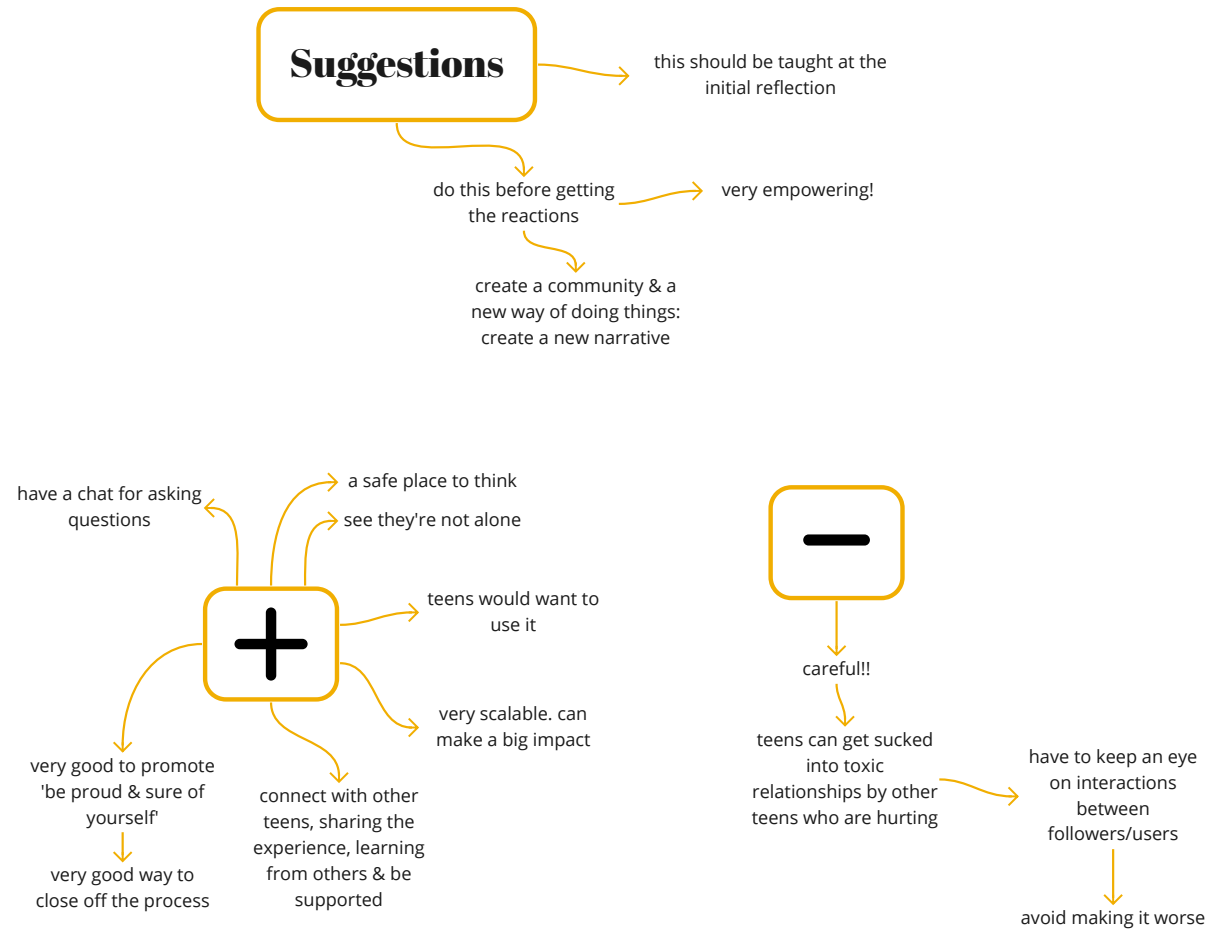 Suggestions
this should be taught at the
initial reflection
do this before getting
the reactions
very empowering!
create a community & a
new way of doing things:
create a new narrative
have a chat for asking
questions
a safe place to think
see they're not alone
teens would want to
use it
very scalable. can
make a big impact
very good to promote
'be proud & sure of
yourself'
very good way to
close off the process
connect with other
teens, sharing the
experience, learning
from others & be
supported
careful!!
teens can get sucked
into toxic
relationships by other
teens who are hurting
have to keep an eye
on interactions
between
followers/users
avoid making it worse